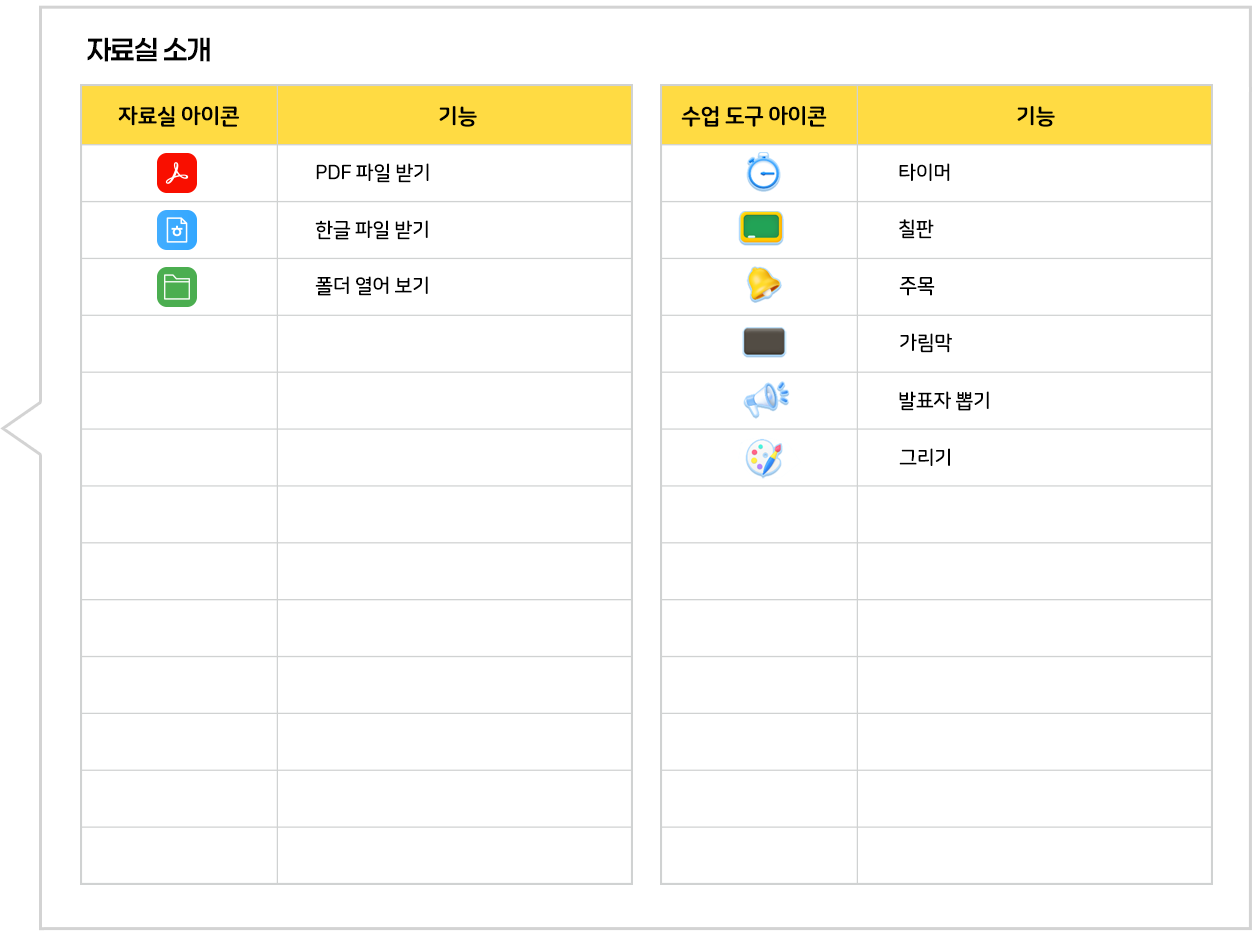 자료실 소개
자료실 아이콘 기능
PDF 파일 받기
한글 파일 받기
폴더 열어 보기
수업 도구 아이콘 기능
타이머
칠판
주목
가림막
발표자 뽑기
그리기